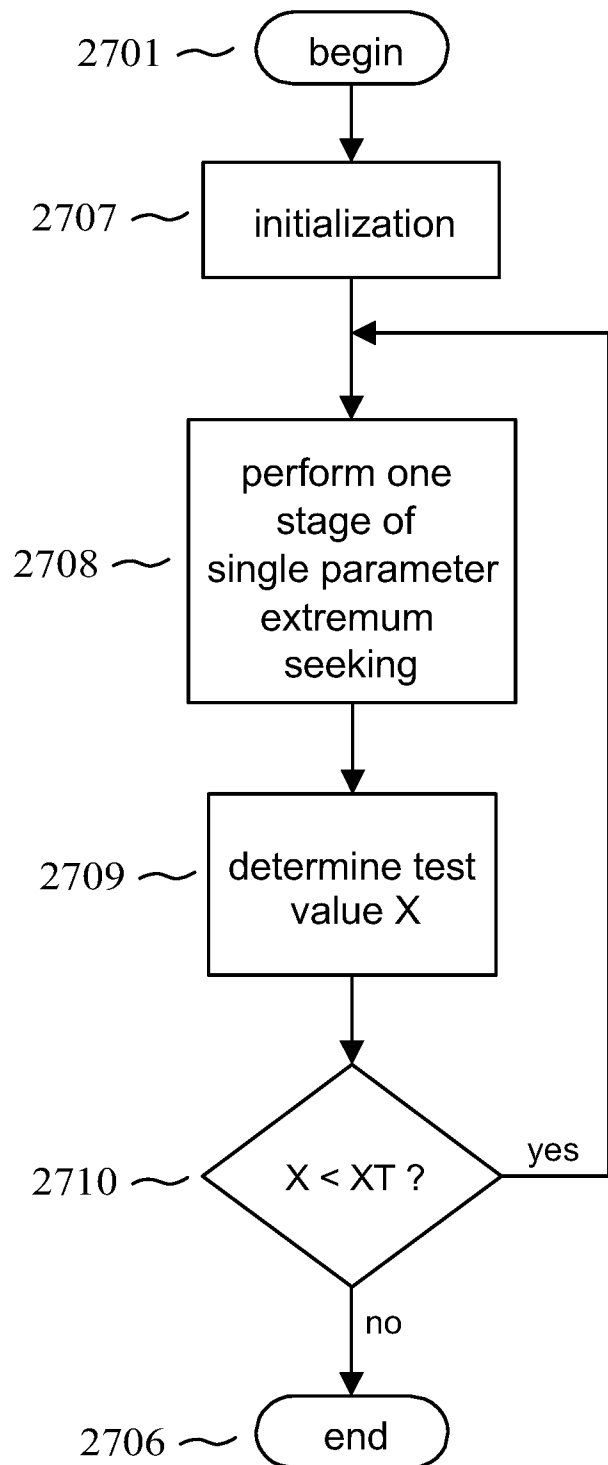 2701
begin
2707
initialization
2708
perform one
stage of
single parameter
extremum
seeking
2709
determine test
value X
2710
X < XT ?
yes
no
2706
end